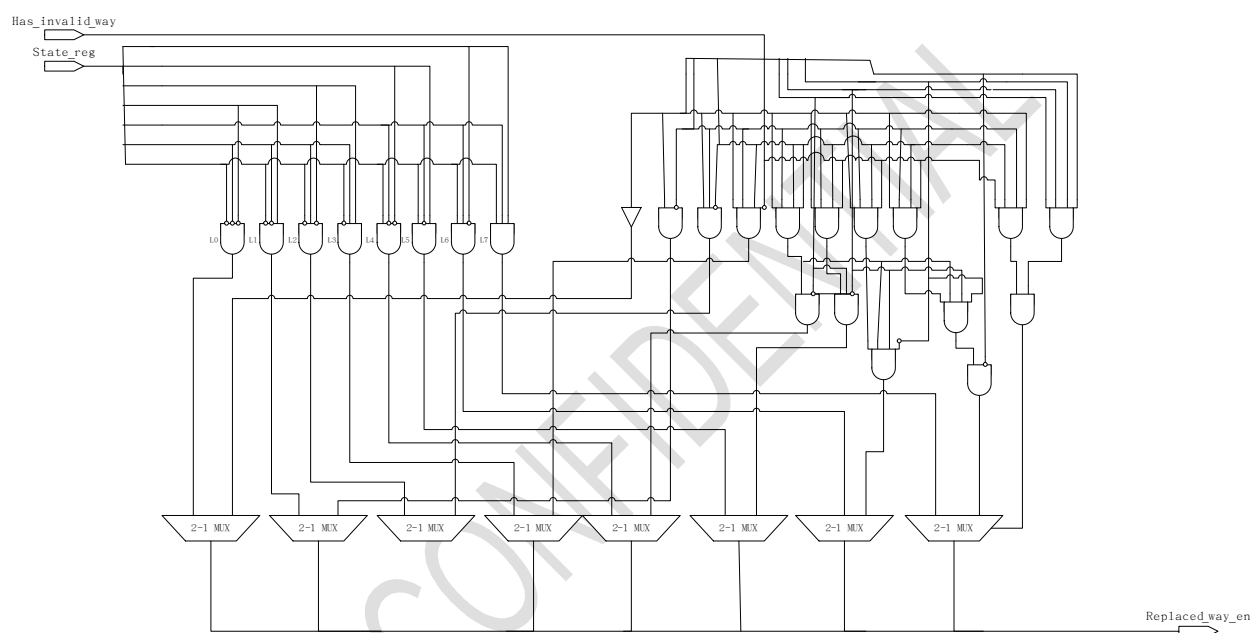 Has_invalid_way
State_reg
L0 L1 L2 L3 L4 L5 L6 L7
2-1 MUX 2-1 MUX 2-1 MUX 2-1 MUX 2-1 MUX 2-1 MUX 2-1 MUX 2-1 MUX
Replaced_way_en
CONFIDENTIAL